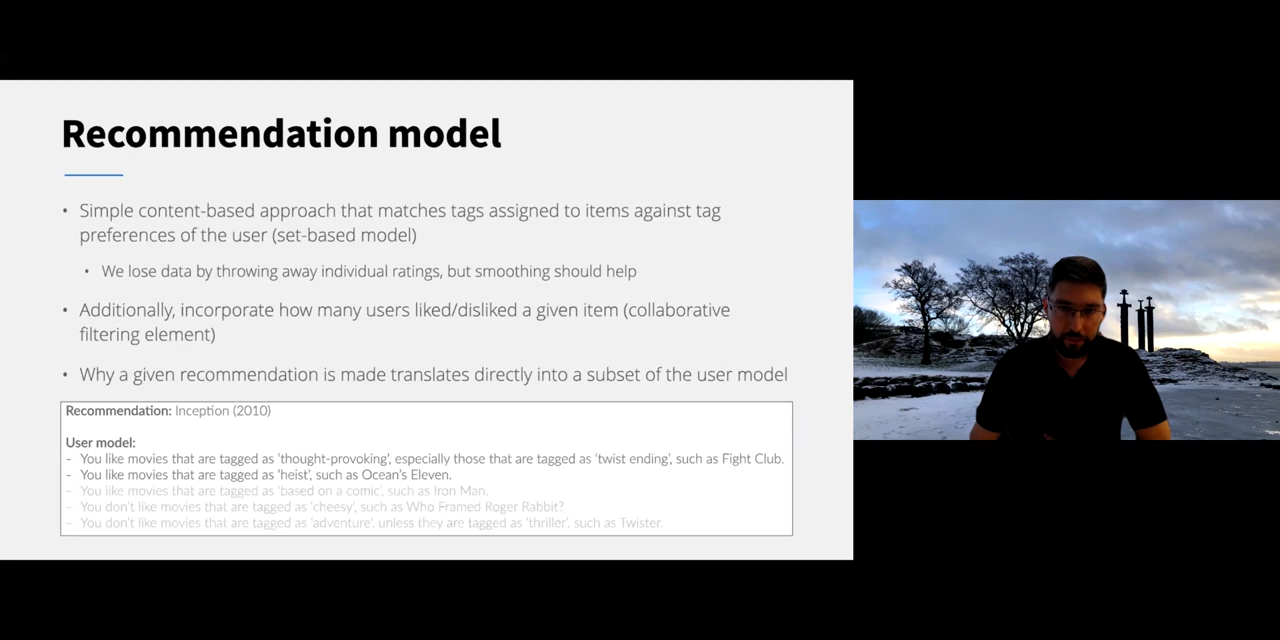 Recommendation model
• Simple content-based approach that matches tags assigned to items against tag
preferences of the user (set-based model)
• We lose data by throwing away individual ratings, but smoothing should help
• Additionally, incorporate how many users liked/disliked a given item (collaborative
filtering element)
• Why a given recommendation is made translates directly into a subset of the user model
Recommendation: Inception (2010)
User model:
- You like movies that are tagged as ‘thought-provoking’, especially those that are tagged as ‘twist ending’, such as Fight Club.
- You like movies that are tagged as ‘heist’, such as Ocean’s Eleven.
- You like movies that are tagged as ‘based on a comic’, such as Iron Man.
- You don’t like movies that are tagged as ‘cheesy’, such as Who Framed Roger Rabbit?
- You don’t like movies that are tagged as ‘adventure’, unless they are tagged as ‘thriller’, such as Twister.